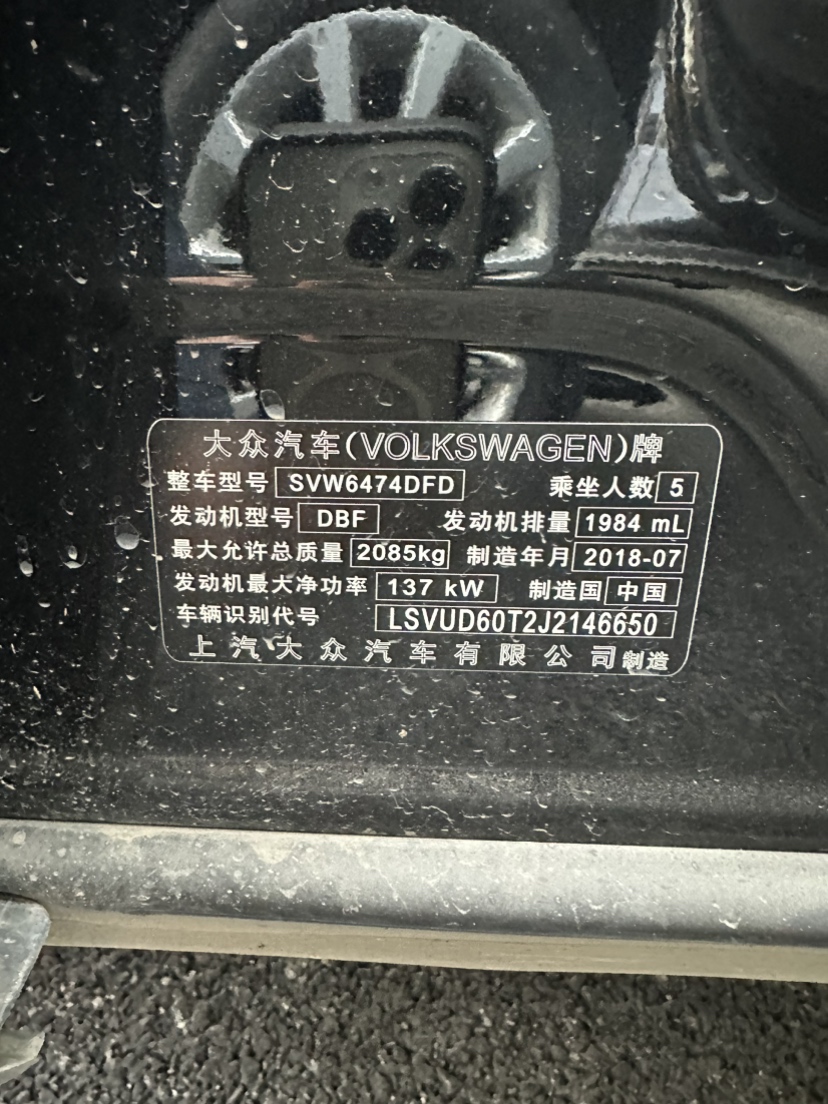 大众汽车(VOLKSWAGEN)牌
整车型号 SVW6474DFD 乘坐人数 5
发动机型号 DBF 发动机排量 1984 mL
最大允许总质量 2085kg 制造年月 2018-07
发动机最大净功率 137 kW 制造国 中国
车辆识别代号 LSVUD60T2J2146650
上汽大众汽车有限公司制造